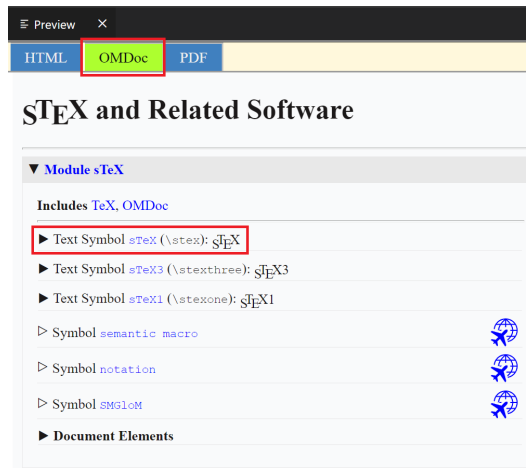 Preview ×
HTML OMDoc PDF
sTEX and Related Software
▼ Module sTeX
Includes TeX, OMDoc
▶ Text Symbol sTeX (\stex): sTEX
▶ Text Symbol sTeX3 (\stexthree): sTEX3
▶ Text Symbol sTeX1 (\stexone): sTEX1
▷ Symbol semantic macro
▷ Symbol notation
▷ Symbol SMGloM
▶ Document Elements